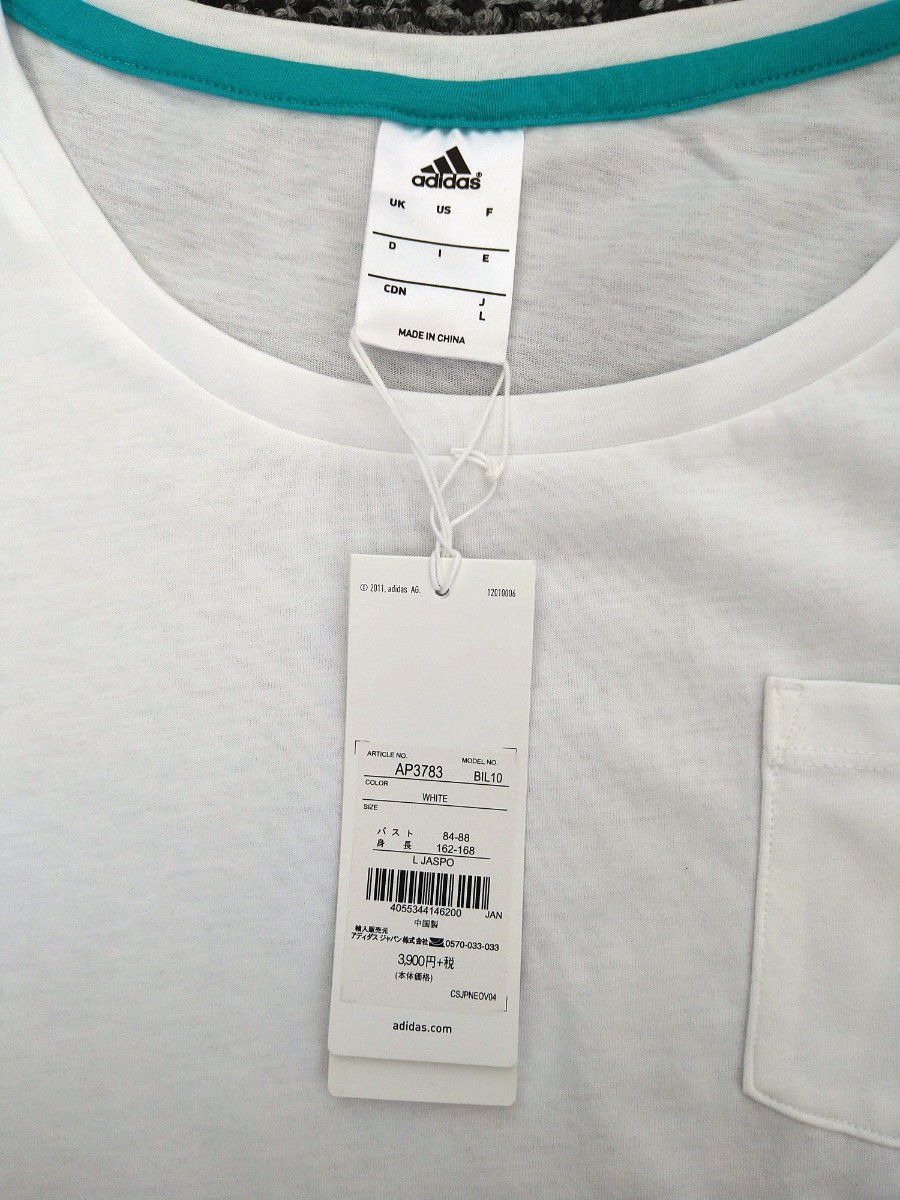 adidas®
UK US F
D I E
CDN J
L
MADE IN CHINA
© 2011, adidas AG. 12010006
ARTICLE NO. MODEL NO.
AP3783 BIL10
COLOR
WHITE
SIZE
バスト 84-88
身長 162-168
L JASPO
4055344146200 JAN
中国製
輸入販売元
アディダス ジャパン株式会社 0570-033-033
3,900円+税
(本体価格)
CSJPNEOV04
adidas.com